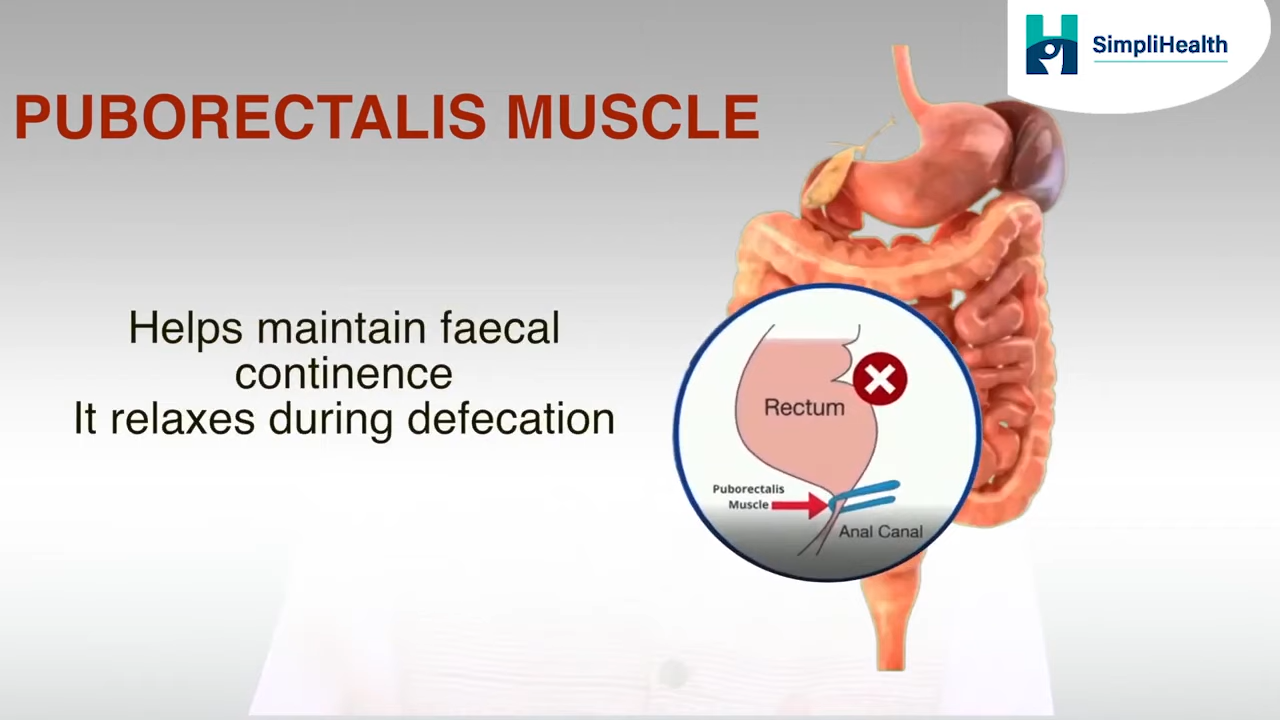 SimpliHealth
PUBORECTALIS MUSCLE
Helps maintain faecal
continence
It relaxes during defecation
Rectum
Puborectalis
Muscle
Anal Canal